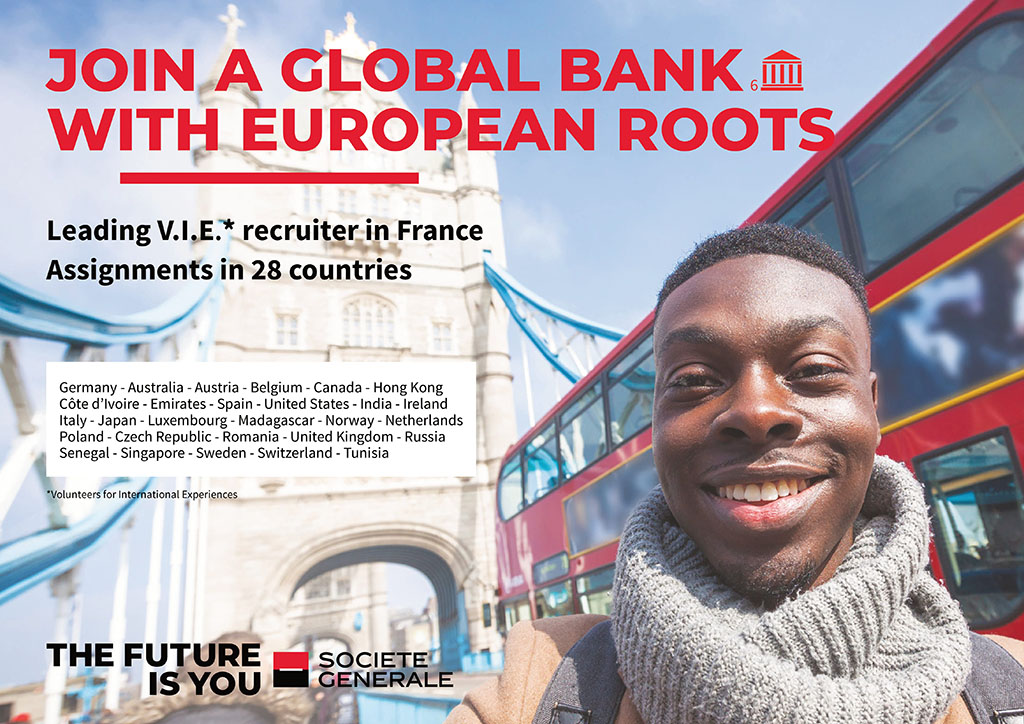 JOIN A GLOBAL BANK
6
WITH EUROPEAN ROOTS
Leading V.I.E.* recruiter in France
Assignments in 28 countries
Germany - Australia - Austria - Belgium - Canada - Hong Kong
Côte d’Ivoire - Emirates - Spain - United States - India - Ireland
Italy - Japan - Luxembourg - Madagascar - Norway - Netherlands
Poland - Czech Republic - Romania - United Kingdom - Russia
Senegal - Singapore - Sweden - Switzerland - Tunisia
*Volunteers for International Experiences
THE FUTURE
IS YOU
SOCIETE
GENERALE